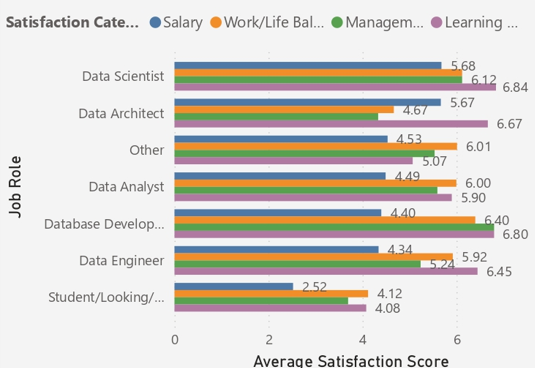 Satisfaction Cate... Salary Work/Life Bal... Managem... Learning ...
Data Scientist 5.68 6.12 6.84
Data Architect 5.67 4.67 6.67
Other 4.53 6.01 5.07
Data Analyst 4.49 6.00 5.90
Database Develop... 4.40 6.40 6.80
Data Engineer 4.34 5.92 5.24 6.45
Student/Looking/... 2.52 4.12 4.08
Job Role
0 2 4 6
Average Satisfaction Score